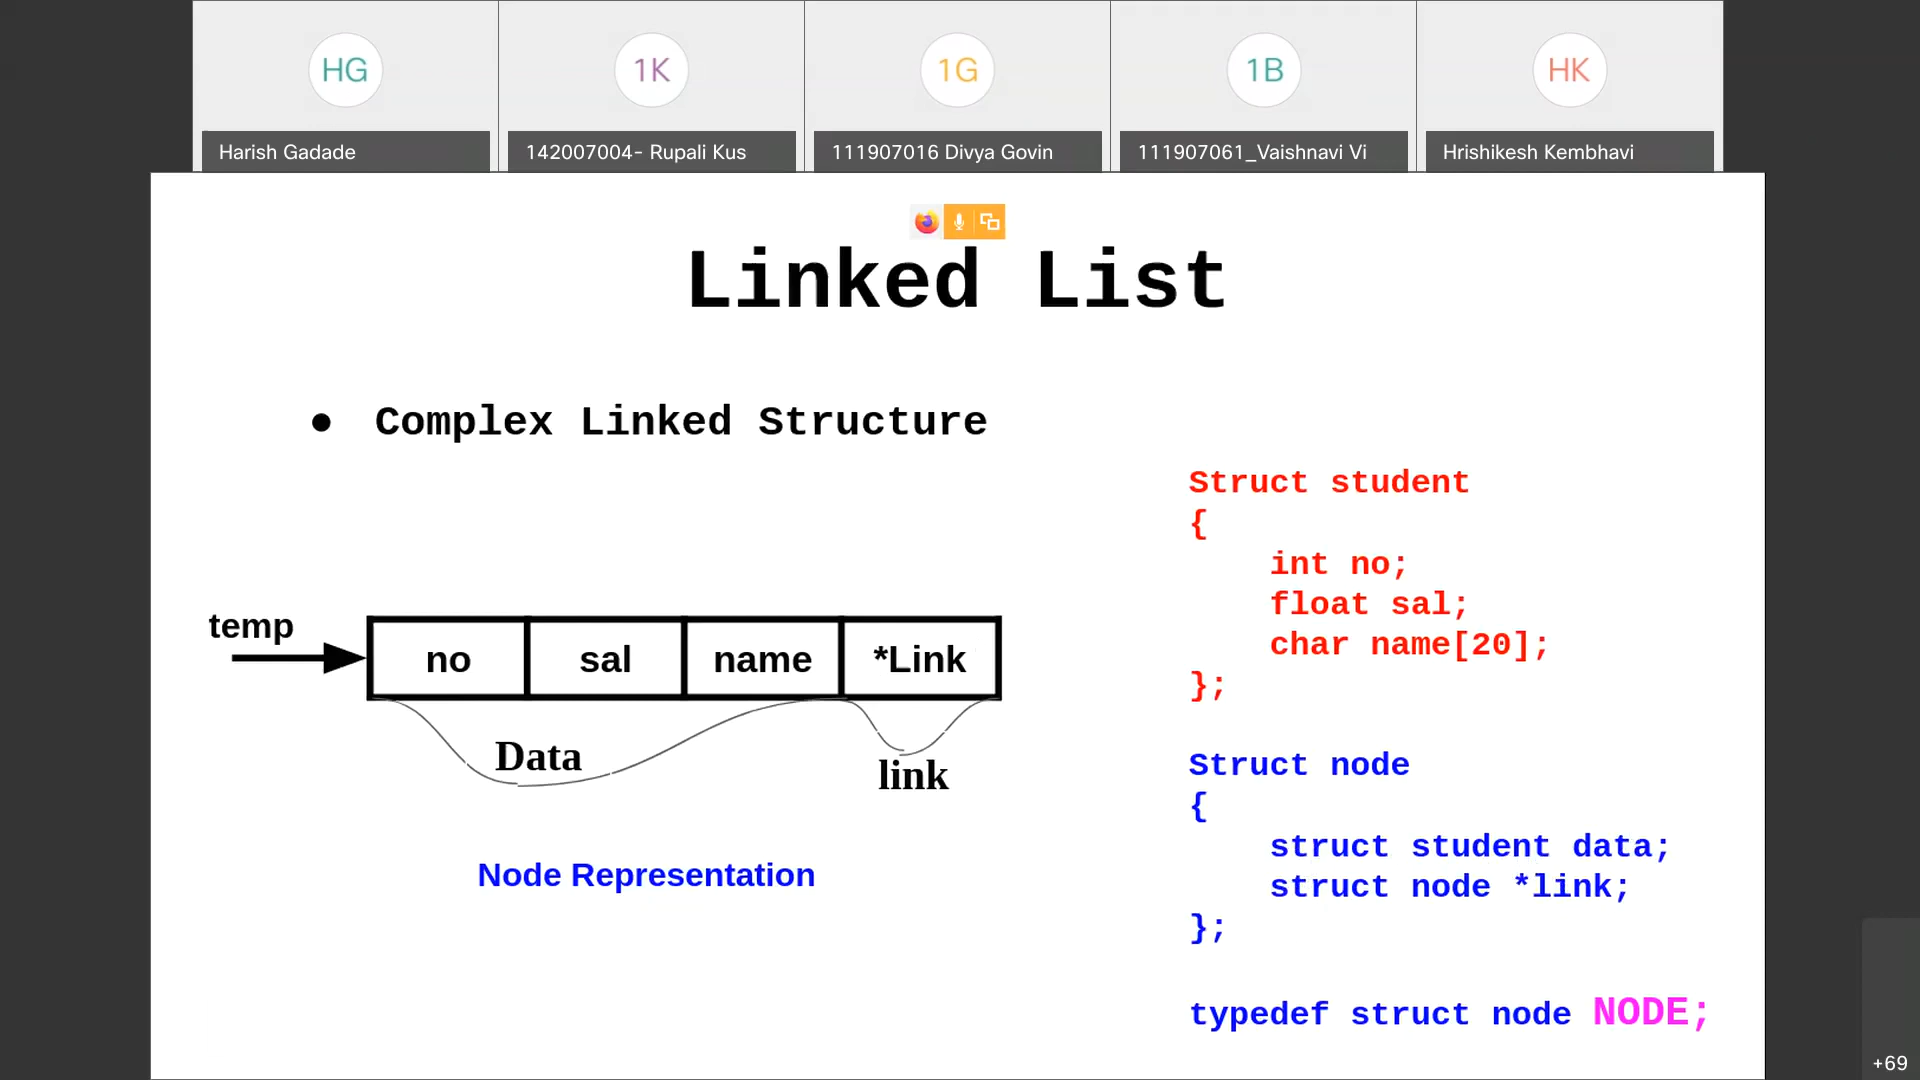 HG
1K
1G
1B
HK
Harish Gadade
142007004- Rupali Kus
111907016 Divya Govin
111907061_Vaishnavi Vi
Hrishikesh Kembhavi
Linked List
● Complex Linked Structure
temp
no
sal
name
*Link
Data
link
Node Representation
Struct student
{
int no;
float sal;
char name[20];
};
Struct node
{
struct student data;
struct node *link;
};
typedef struct node NODE;
+69